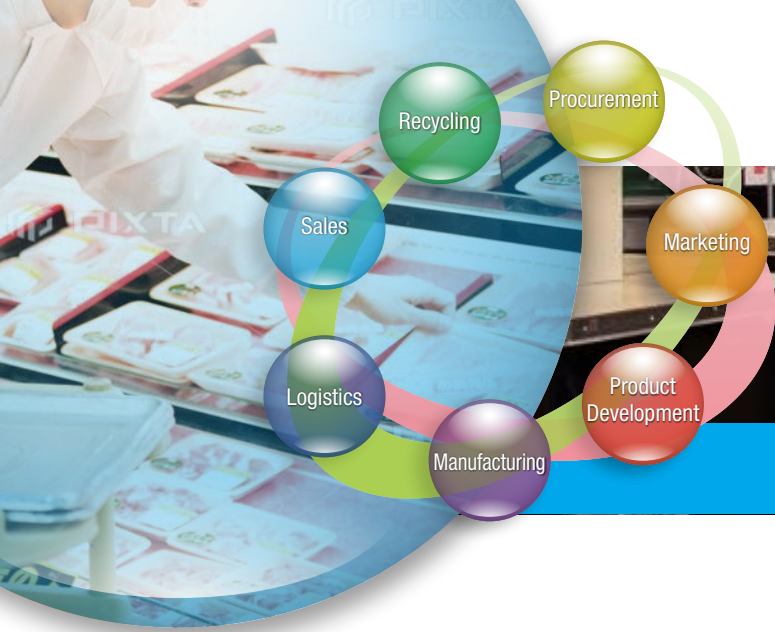 Procurement
Recycling
Sales
Marketing
Product
Development
Logistics
Manufacturing
PIXTA
PIXTA